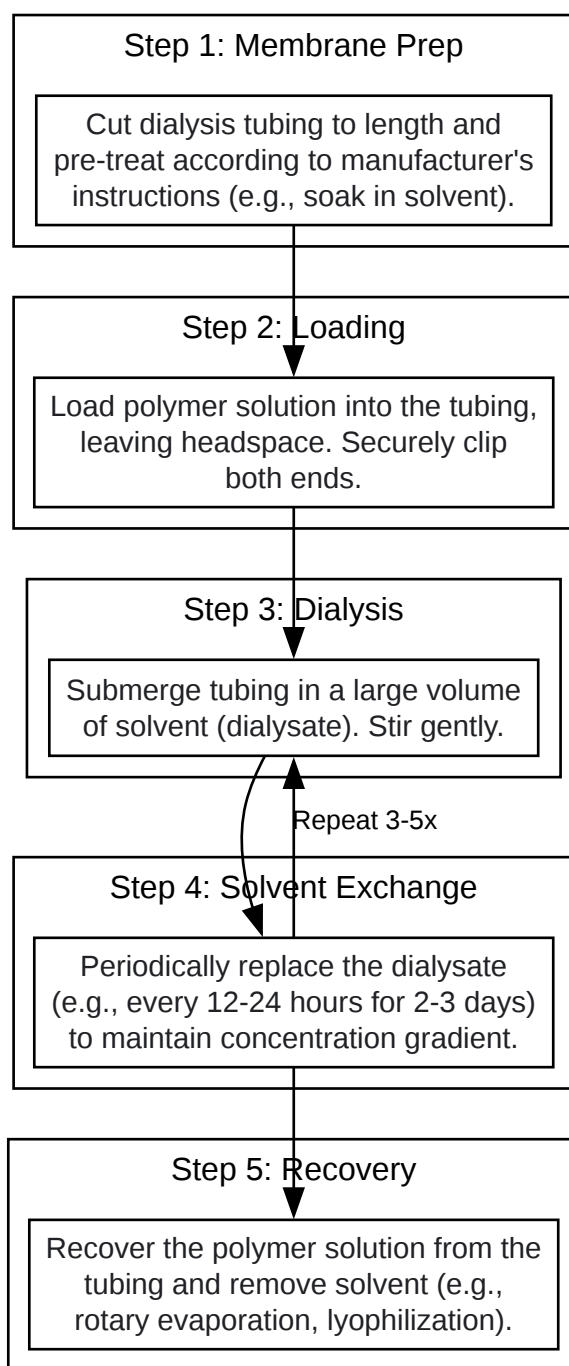 Step 1: Membrane Prep
Cut dialysis tubing to length and
pre-treat according to manufacturer's
instructions (e.g., soak in solvent).
Step 2: Loading
Load polymer solution into the tubing,
leaving headspace. Securely clip
both ends.
Step 3: Dialysis
Submerge tubing in a large volume
of solvent (dialysate). Stir gently.
Repeat 3-5x
Step 4: Solvent Exchange
Periodically replace the dialysate
(e.g., every 12-24 hours for 2-3 days)
to maintain concentration gradient.
Step 5: Recovery
Recover the polymer solution from the
tubing and remove solvent (e.g.,
rotary evaporation, lyophilization).